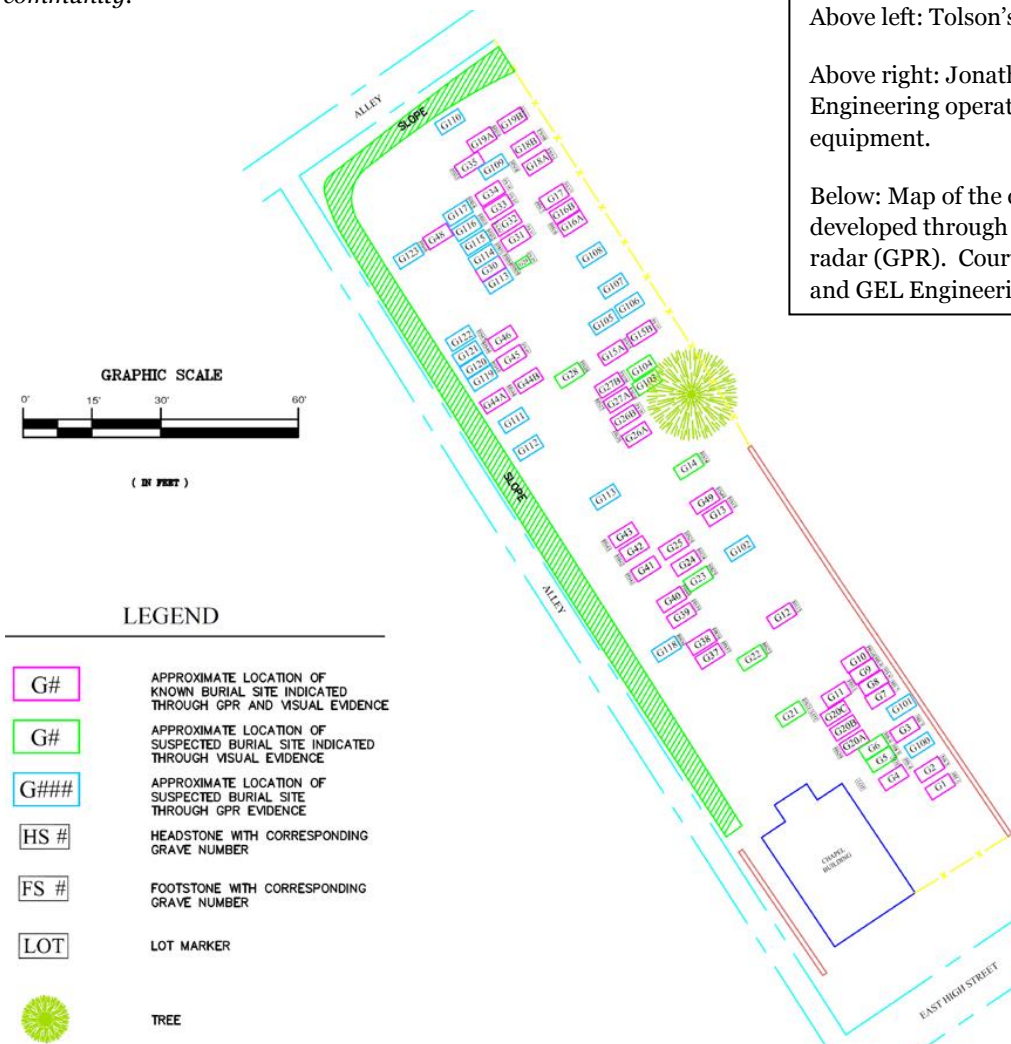 community.
Above left: Tolson's
Above right: Jonath
Engineering operat
equipment.
Below: Map of the
developed through
radar (GPR). Cour
and GEL Engineeri
ALLEY
SLOPE
G110
G19B
G19A
G18B
G35
G109
G18A
G34
G17
G33
G16B
G117
G32
G16A
G116
G48
G31
G115
G123
G114
G30
G113
G108
G107
G106
G105
G122
G46
G15B
G121
G45
G15A
G120
G104
G119
G28
G103
G44B
G27B
G44A
G27A
G26B
G111
G26A
G112
G14
SLOPE
G113
G49
G13
G43
G42
G25
G102
G41
G24
G23
ALLEY
G40
G39
G12
G38
G118
G37
G22
G10
G9
G8
G11
G7
G20C
G101
G21
G20B
G3
G20A
G6
G100
G5
G4
G2
G1
CHAPEL
BUILDING
EAST HIGH STREET
GRAPHIC SCALE
0' 15' 30' 60'
( IN FEET )
LEGEND
G# APPROXIMATE LOCATION OF
KNOWN BURIAL SITE INDICATED
THROUGH GPR AND VISUAL EVIDENCE
G# APPROXIMATE LOCATION OF
SUSPECTED BURIAL SITE INDICATED
THROUGH VISUAL EVIDENCE
G### APPROXIMATE LOCATION OF
SUSPECTED BURIAL SITE
THROUGH GPR EVIDENCE
HS # HEADSTONE WITH CORRESPONDING
GRAVE NUMBER
FS # FOOTSTONE WITH CORRESPONDING
GRAVE NUMBER
LOT LOT MARKER
TREE